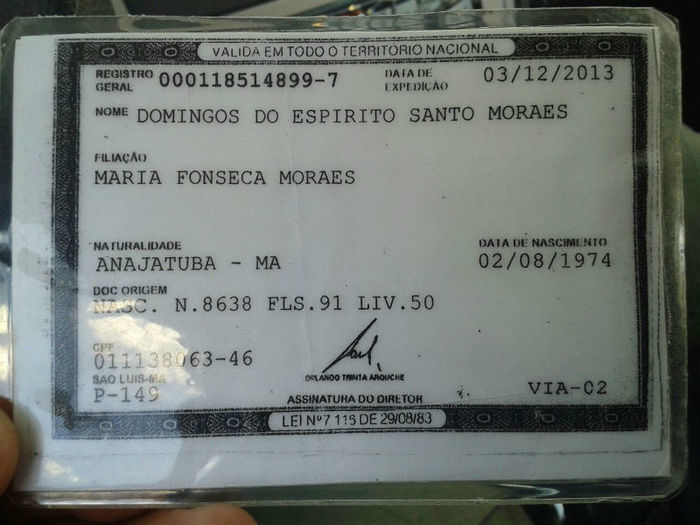 VALIDA EM TODO O TERRITÓRIO NACIONAL
REGISTRO GERAL 000118514899-7 DATA DE EXPEDIÇÃO 03/12/2013
NOME DOMINGOS DO ESPIRITO SANTO MORAES
FILIAÇÃO
MARIA FONSECA MORAES
NATURALIDADE DATA DE NASCIMENTO
ANAJATUBA - MA 02/08/1974
DOC ORIGEM
NASC. N.8638 FLS.91 LIV.50
CPF
011138063-46
SAO LUIS-MA ORLANDO TRINTA AROUCHE
P-149 VIA-02
ASSINATURA DO DIRETOR
LEI Nº 7.116 DE 29/08/83